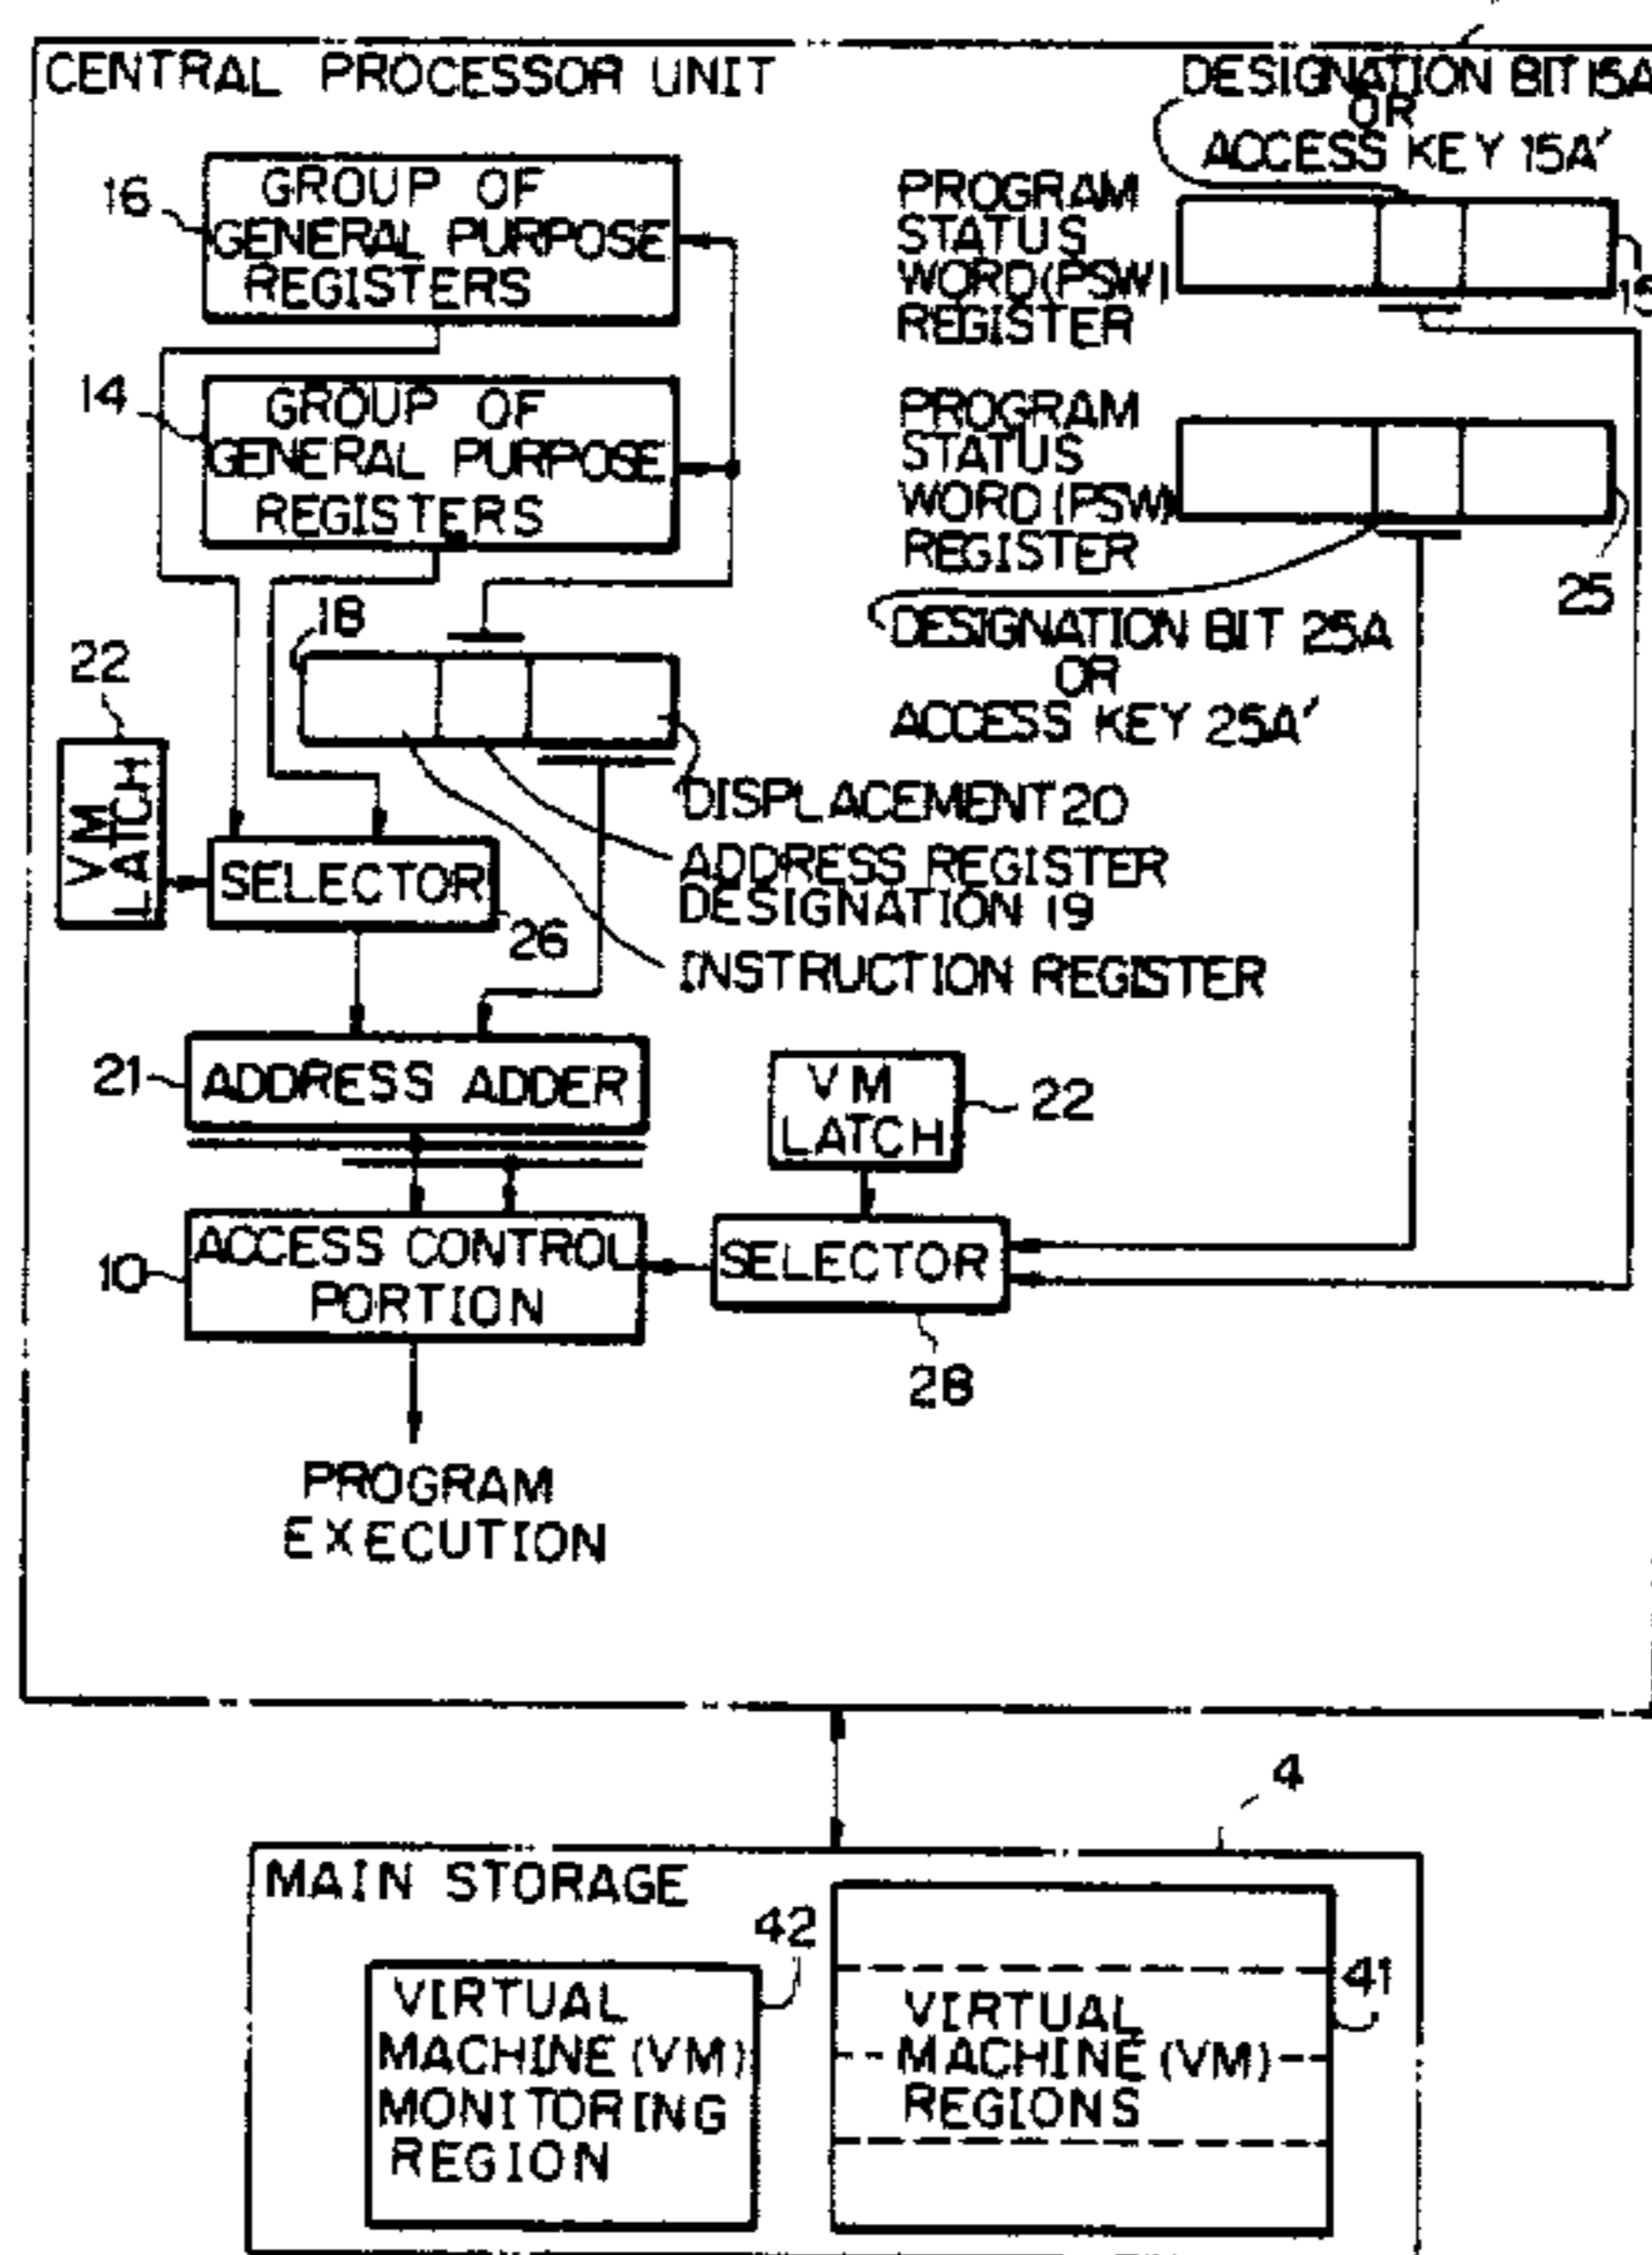 CENTRAL PROCESSOR UNIT
DESIGNATION BIT 15A
OR
ACCESS KEY 15A'
16
GROUP OF
GENERAL PURPOSE
REGISTERS
PROGRAM
STATUS
WORD (PSW)
REGISTER
14
GROUP OF
GENERAL PURPOSE
REGISTERS
PROGRAM
STATUS
WORD (PSW)
REGISTER
25
18
DESIGNATION BIT 25A
OR
ACCESS KEY 25A'
22
VM
LATCH
DISPLACEMENT 20
ADDRESS REGISTER
DESIGNATION 19
INSTRUCTION REGISTER
SELECTOR
26
21
ADDRESS ADDER
VM
LATCH
22
10
ACCESS CONTROL
PORTION
SELECTOR
28
PROGRAM
EXECUTION
4
MAIN STORAGE
42
VIRTUAL
MACHINE (VM)
MONITORING
REGION
41
VIRTUAL
MACHINE (VM)
REGIONS